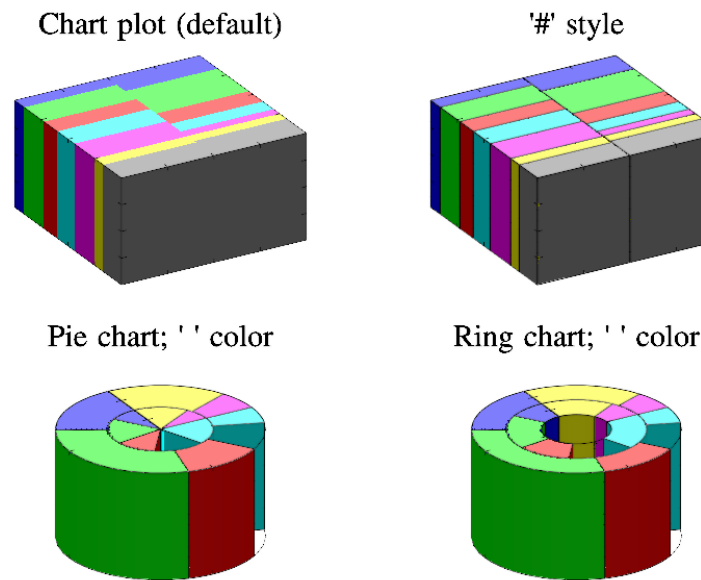 Chart plot (default)
'#' style
Pie chart; ' ' color
Ring chart; ' ' color